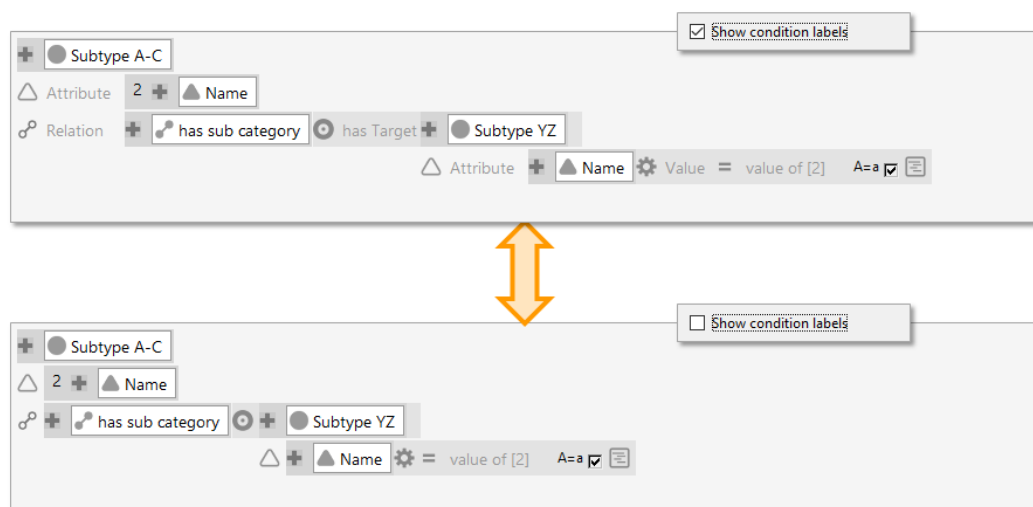 Show condition labels
Subtype A-C
Attribute 2 Name
Relation has sub category has Target Subtype YZ
Attribute Name Value = value of [2] A=a
Show condition labels
Subtype A-C
2 Name
has sub category Subtype YZ
Name = value of [2] A=a